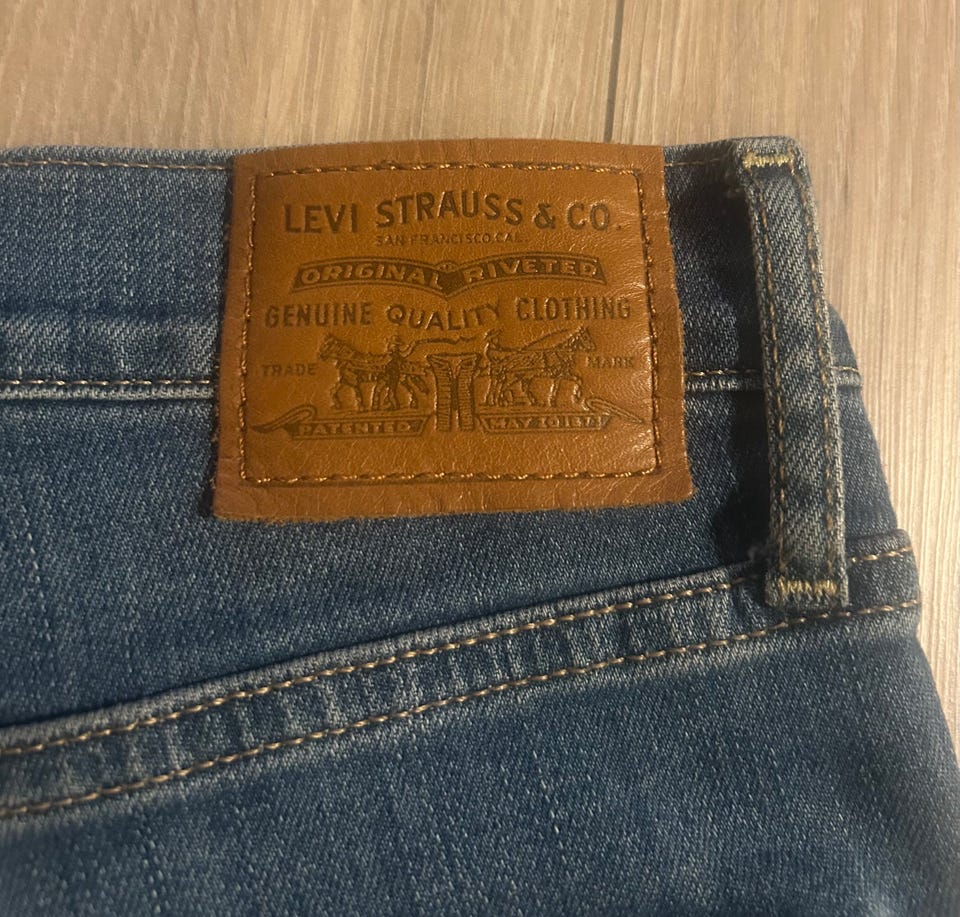 LEVI STRAUSS & CO.
SAN FRANCISCO, CAL.
ORIGINAL RIVETED
GENUINE QUALITY CLOTHING
TRADE MARK
PATENTED MAY 20 1873